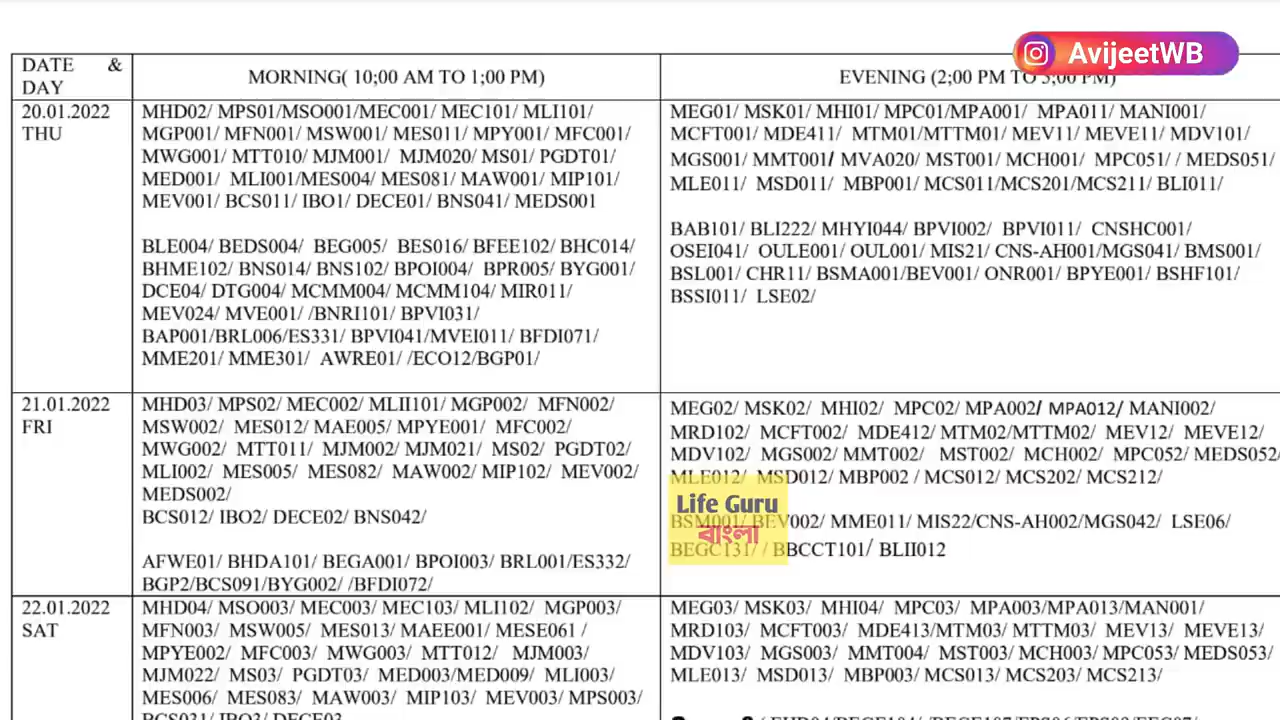 AvijeetWB
DATE & DAY
MORNING( 10;00 AM TO 1;00 PM)
EVENING (2;00 PM TO 5;00 PM)
20.01.2022
THU
MHD02/ MPS01/MSO001/MEC001/ MEC101/ MLI101/
MGP001/ MFN001/ MSW001/ MES011/ MPY001/ MFC001/
MWG001/ MTT010/ MJM001/ MJM020/ MS01/ PGDT01/
MED001/ MLI001/MES004/ MES081/ MAW001/ MIP101/
MEV001/ BCS011/ IBO1/ DECE01/ BNS041/ MEDS001
BLE004/ BEDS004/ BEG005/ BES016/ BFEE102/ BHC014/
BHME102/ BNS014/ BNS102/ BPOI004/ BPR005/ BYG001/
DCE04/ DTG004/ MCMM004/ MCMM104/ MIR011/
MEV024/ MVE001/ /BNRI101/ BPVI031/
BAP001/BRL006/ES331/ BPVI041/MVEI011/ BFDI071/
MME201/ MME301/ AWRE01/ /ECO12/BGP01/
MEG01/ MSK01/ MHI01/ MPC01/MPA001/ MPA011/ MANI001/
MCFT001/ MDE411/ MTM01/MTTM01/ MEV11/ MEVE11/ MDV101/
MGS001/ MMT001/ MVA020/ MST001/ MCH001/ MPC051/ / MEDS051/
MLE011/ MSD011/ MBP001/ MCS011/MCS201/MCS211/ BLI011/
BAB101/ BLI222/ MHYI044/ BPVI002/ BPVI011/ CNSHC001/
OSEI041/ OULE001/ OUL001/ MIS21/ CNS-AH001/MGS041/ BMS001/
BSL001/ CHR11/ BSMA001/BEV001/ ONR001/ BPYE001/ BSHF101/
BSSI011/ LSE02/
21.01.2022
FRI
MHD03/ MPS02/ MEC002/ MLII101/ MGP002/ MFN002/
MSW002/ MES012/ MAE005/ MPYE001/ MFC002/
MWG002/ MTT011/ MJM002/ MJM021/ MS02/ PGDT02/
MLI002/ MES005/ MES082/ MAW002/ MIP102/ MEV002/
MEDS002/
BCS012/ IBO2/ DECE02/ BNS042/
AFWE01/ BHDA101/ BEGA001/ BPOI003/ BRL001/ES332/
BGP2/BCS091/BYG002/ /BFDI072/
MEG02/ MSK02/ MHI02/ MPC02/ MPA002/ MPA012/ MANI002/
MRD102/ MCFT002/ MDE412/ MTM02/MTTM02/ MEV12/ MEVE12/
MDV102/ MGS002/ MMT002/ MST002/ MCH002/ MPC052/ MEDS052/
MLE012/ MSD012/ MBP002 / MCS012/ MCS202/ MCS212/
Life Guru
বাংলা
BSM001/ BEV002/ MME011/ MIS22/CNS-AH002/MGS042/ LSE06/
BEGC131/ / BBCCT101/ BLII012
22.01.2022
SAT
MHD04/ MSO003/ MEC003/ MEC103/ MLI102/ MGP003/
MFN003/ MSW005/ MES013/ MAEE001/ MESE061 /
MPYE002/ MFC003/ MWG003/ MTT012/ MJM003/
MJM022/ MS03/ PGDT03/ MED003/MED009/ MLI003/
MES006/ MES083/ MAW003/ MIP103/ MEV003/ MPS003/
BCS031/ IBO3/ DECE03
MEG03/ MSK03/ MHI04/ MPC03/ MPA003/MPA013/MAN001/
MRD103/ MCFT003/ MDE413/MTM03/ MTTM03/ MEV13/ MEVE13/
MDV103/ MGS003/ MMT004/ MST003/ MCH003/ MPC053/ MEDS053/
MLE013/ MSD013/ MBP003/ MCS013/ MCS203/ MCS213/